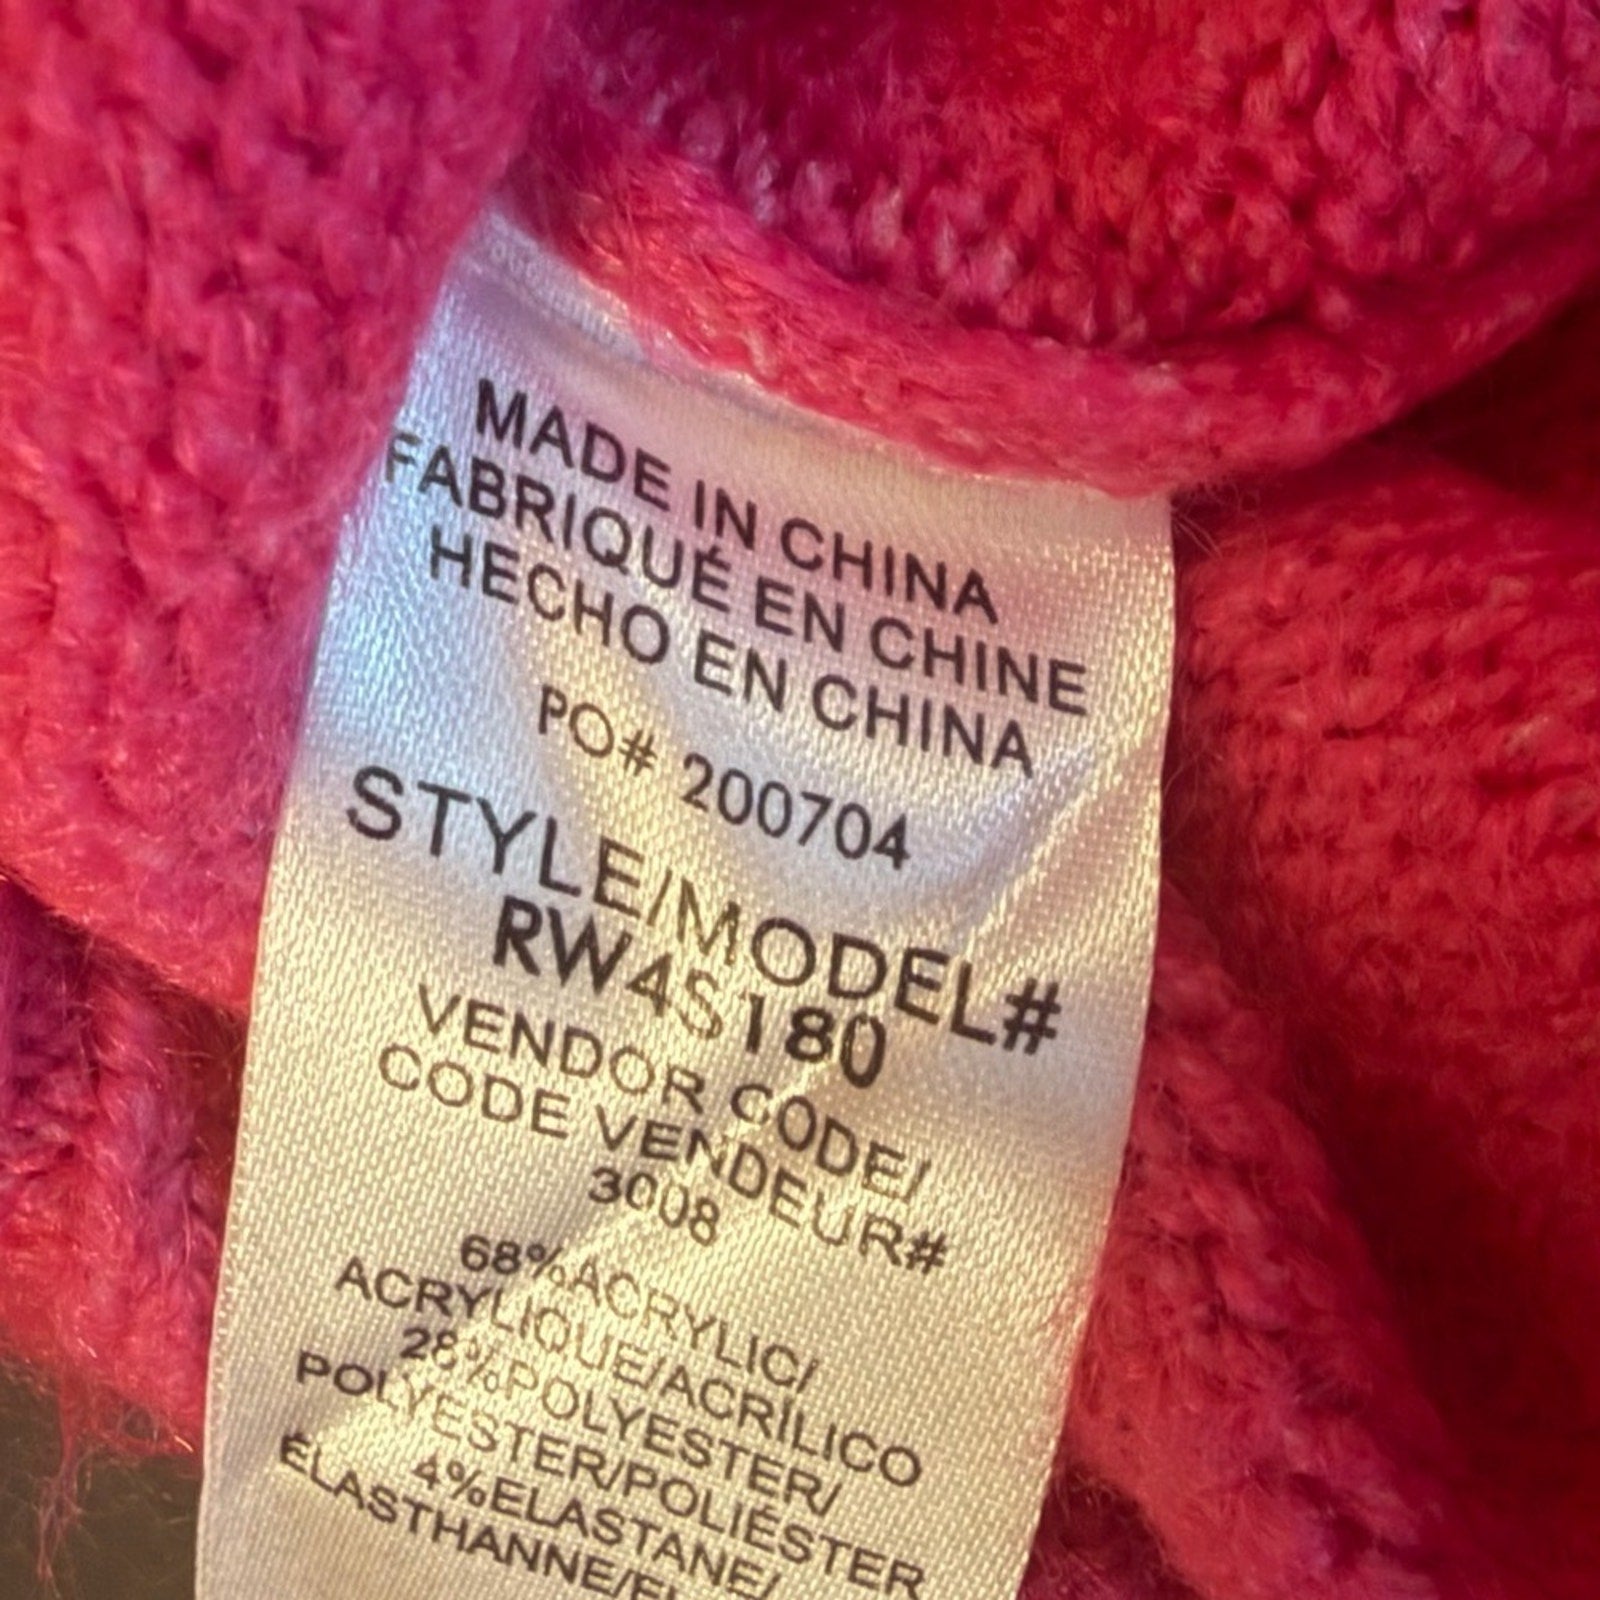 MADE IN CHINA
FABRIQUÉ EN CHINE
HECHO EN CHINA
PO# 200704
STYLE/MODEL#
RW4S180
VENDOR CODE/
CODE VENDEUR#
3008
68%ACRYLIC/
ACRYLIQUE/ACRÍLICO
28%POLYESTER/
POLYESTER/POLIÉSTER
4%ELASTANE/
ÉLASTHANNE/